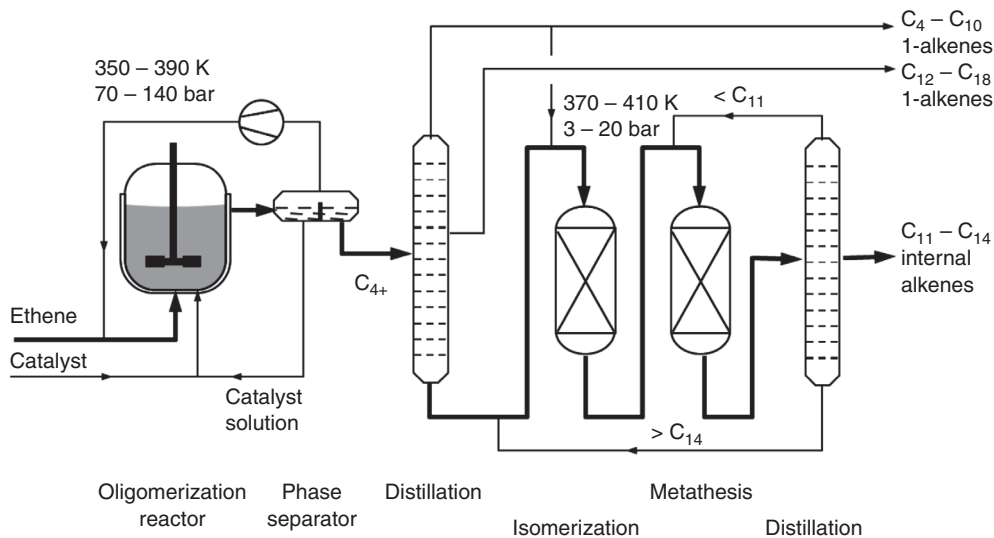 C4 – C10
1-alkenes
C12 – C18
1-alkenes
350 – 390 K
70 – 140 bar
370 – 410 K
3 – 20 bar
< C11
C11 – C14
internal
alkenes
C4+
Ethene
Catalyst
Catalyst
solution
> C14
Oligomerization
reactor
Phase
separator
Distillation
Isomerization
Metathesis
Distillation